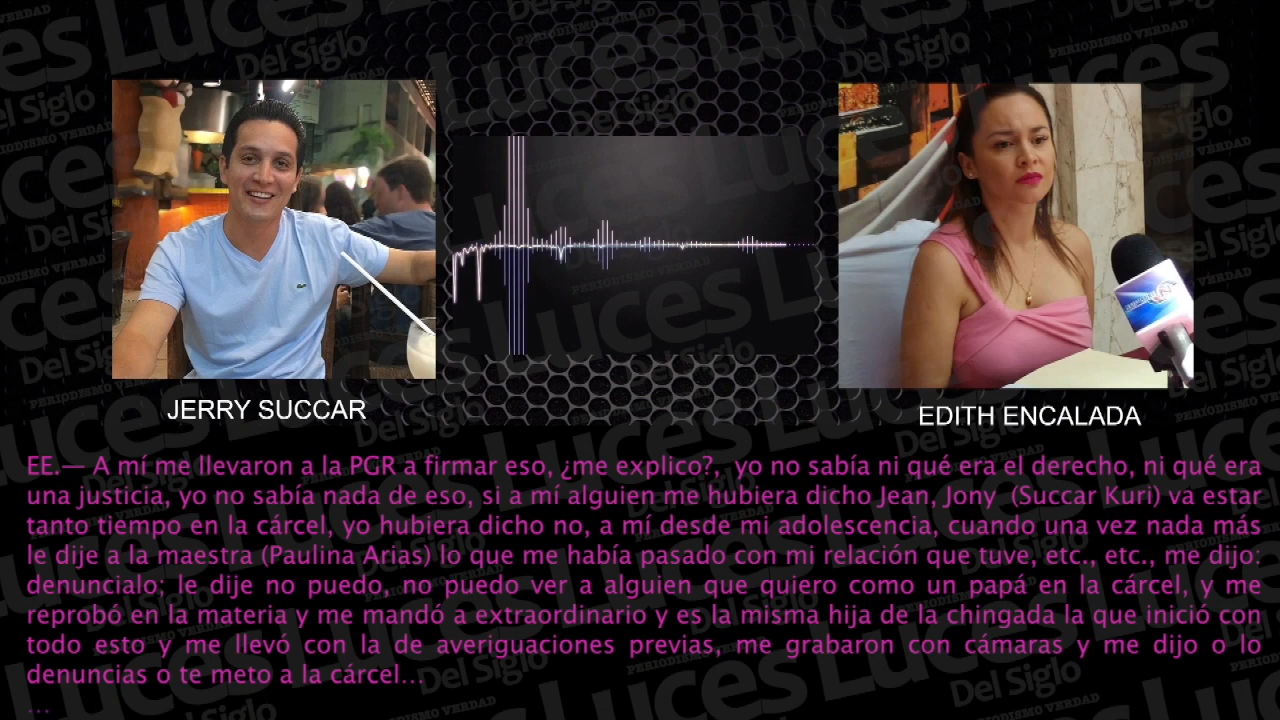 JERRY SUCCAR
EDITH ENCALADA
EE.— A mí me llevaron a la PGR a firmar eso, ¿me explico?, yo no sabía ni qué era el derecho, ni qué era
una justicia, yo no sabía nada de eso, si a mí alguien me hubiera dicho Jean, Jony (Succar Kuri) va estar
tanto tiempo en la cárcel, yo hubiera dicho no, a mí desde mi adolescencia, cuando una vez nada más
le dije a la maestra (Paulina Arias) lo que me había pasado con mi relación que tuve, etc., etc., me dijo:
denuncialo; le dije no puedo, no puedo ver a alguien que quiero como un papá en la cárcel, y me
reprobó en la materia y me mandó a extraordinario y es la misma hija de la chingada la que inició con
todo esto y me llevó con la de averiguaciones previas, me grabaron con cámaras y me dijo o lo
denuncias o te meto a la cárcel...
...
Luces
Del Siglo
PERIODISMO VERDAD